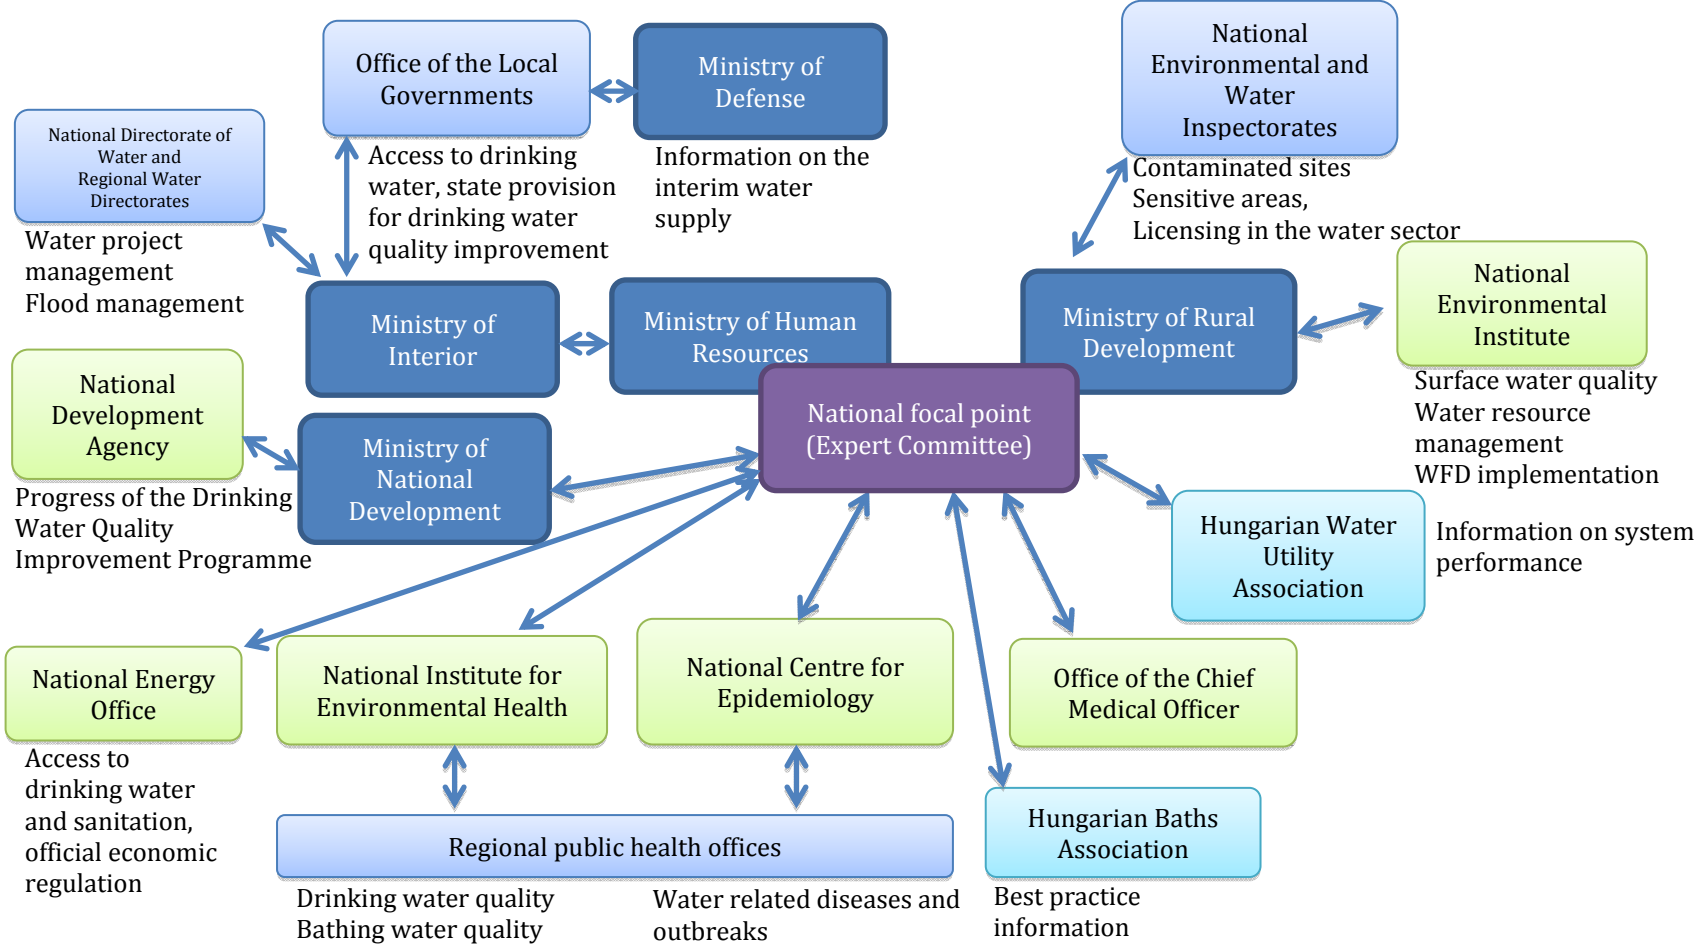 Office of the Local
Governments
Ministry of
Defense
National
Environmental and
Water
Inspectorates
National Directorate of
Water and
Regional Water
Directorates
Access to drinking
water, state provision
for drinking water
quality improvement
Information on the
interim water
supply
Contaminated sites
Sensitive areas,
Licensing in the water sector
Water project
management
Flood management
National
Environmental
Institute
Ministry of
Interior
Ministry of Human
Resources
Ministry of Rural
Development
National
Development
Agency
Surface water quality
Water resource
management
WFD implementation
National focal point
(Expert Committee)
Ministry of
National
Development
Progress of the Drinking
Water Quality
Improvement Programme
Hungarian Water
Utility
Association
Information on system
performance
National Energy
Office
National Institute for
Environmental Health
National Centre for
Epidemiology
Office of the Chief
Medical Officer
Access to
drinking water
and sanitation,
official economic
regulation
Regional public health offices
Hungarian Baths
Association
Drinking water quality
Bathing water quality
Water related diseases and
outbreaks
Best practice
information